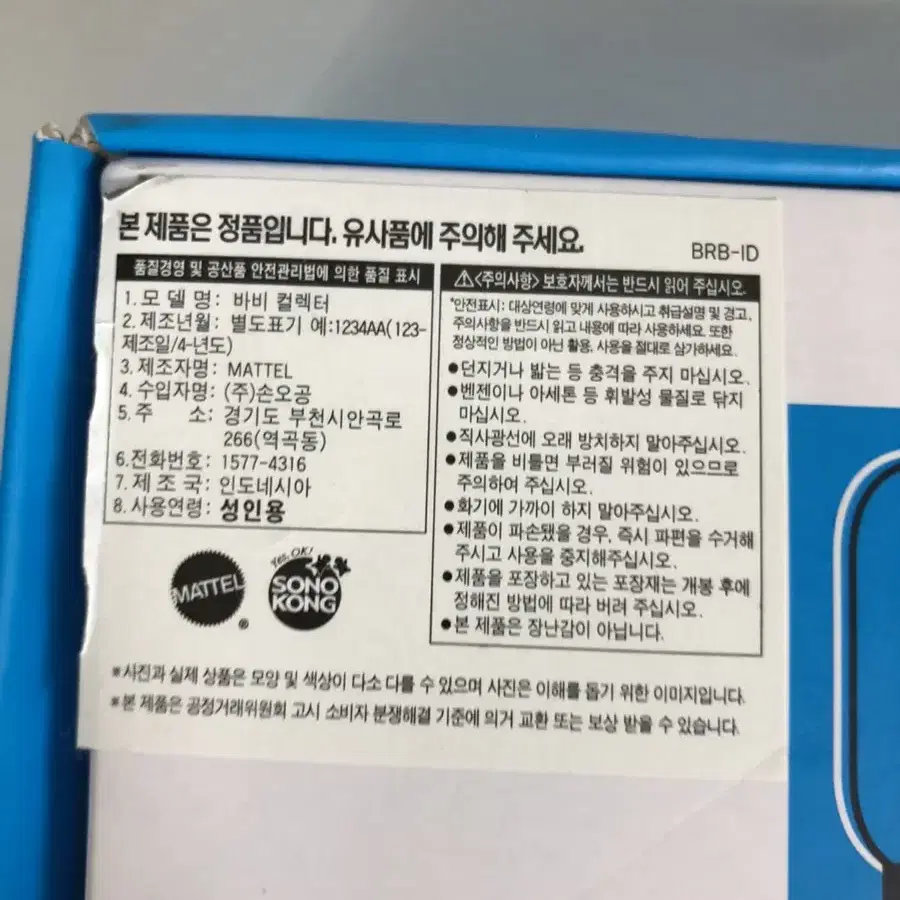 본 제품은 정품입니다. 유사품에 주의해 주세요.
BRB-ID
품질경영 및 공산품 안전관리법에 의한 품질 표시
1. 모 델 명: 바비 컬렉터
2. 제조년월: 별도표기 예:1234AA(123-
제조일/4-년도)
3. 제조자명: MATTEL
4. 수입자명: (주)손오공
5. 주 소: 경기도 부천시안곡로
266(역곡동)
6. 전화번호: 1577-4316
7. 제 조 국: 인도네시아
8. 사용연령: 성인용
MATTEL
®
Yes, OK!
SONO
KONG
⚠<주의사항> 보호자께서는 반드시 읽어 주십시오.
*안전표시: 대상연령에 맞게 사용하시고 취급설명 및 경고,
주의사항을 반드시 읽고 내용에 따라 사용하세요. 또한
정상적인 방법이 아닌 활용, 사용을 절대로 삼가하세요.
●던지거나 밟는 등 충격을 주지 마십시오.
●벤젠이나 아세톤 등 휘발성 물질로 닦지
마십시오.
●직사광선에 오래 방치하지 말아주십시오.
●제품을 비틀면 부러질 위험이 있으므로
주의하여 주십시오.
●화기에 가까이 하지 말아주십시오.
●제품이 파손됐을 경우, 즉시 파편을 수거해
주시고 사용을 중지해주십시오.
●제품을 포장하고 있는 포장재는 개봉 후에
정해진 방법에 따라 버려 주십시오.
●본 제품은 장난감이 아닙니다.
※사진과 실제 상품은 모양 및 색상이 다소 다를 수 있으며 사진은 이해를 돕기 위한 이미지입니다.
※본 제품은 공정거래위원회 고시 소비자 분쟁해결 기준에 의거 교환 또는 보상 받을 수 있습니다.